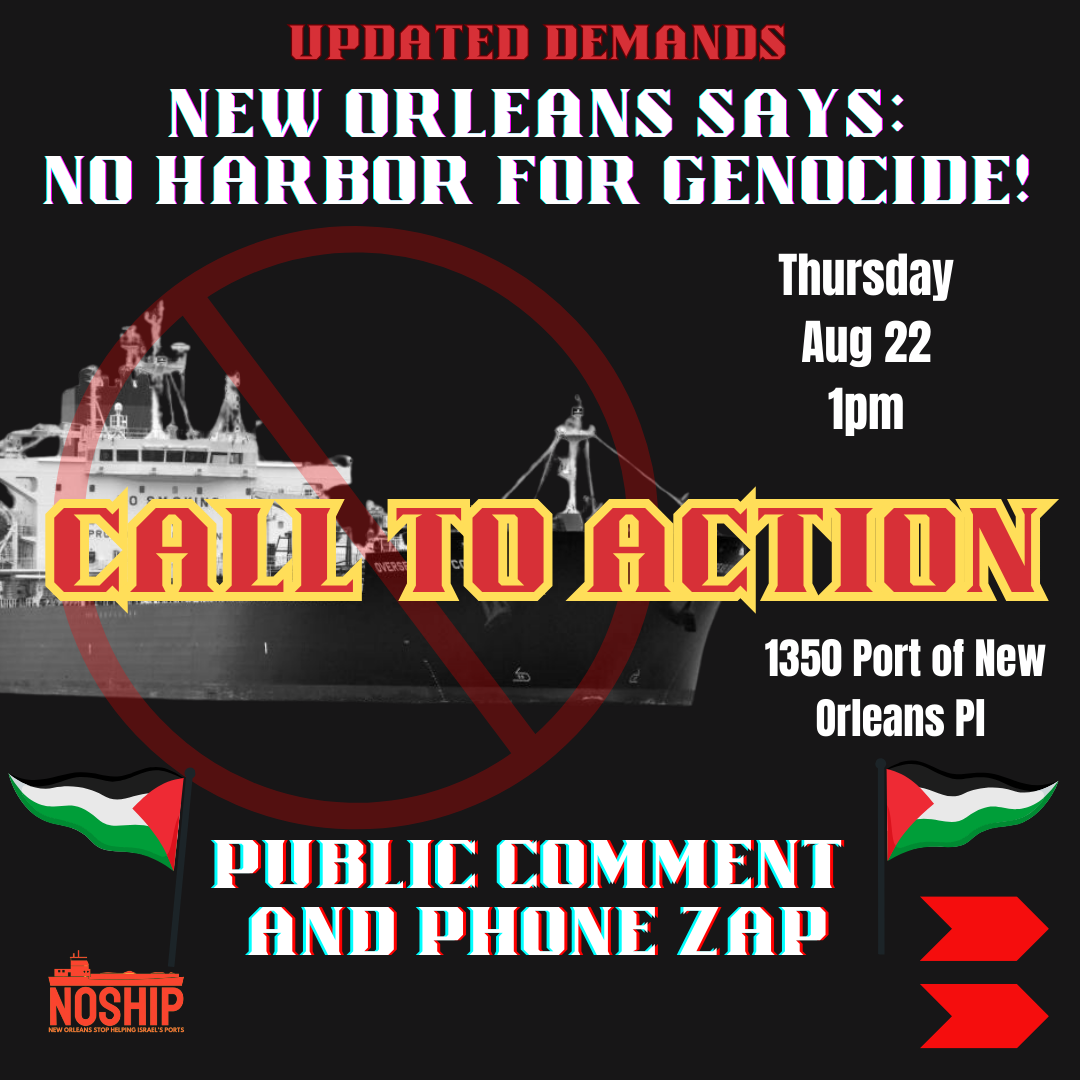 UPDATED DEMANDS
NEW ORLEANS SAYS:
NO HARBOR FOR GENOCIDE!
Thursday
Aug 22
1pm
CALL TO ACTION
1350 Port of New
Orleans Pl
PUBLIC COMMENT
AND PHONE ZAP
NOSHIP
NEW ORLEANS STOP HELPING ISRAEL'S PORTS